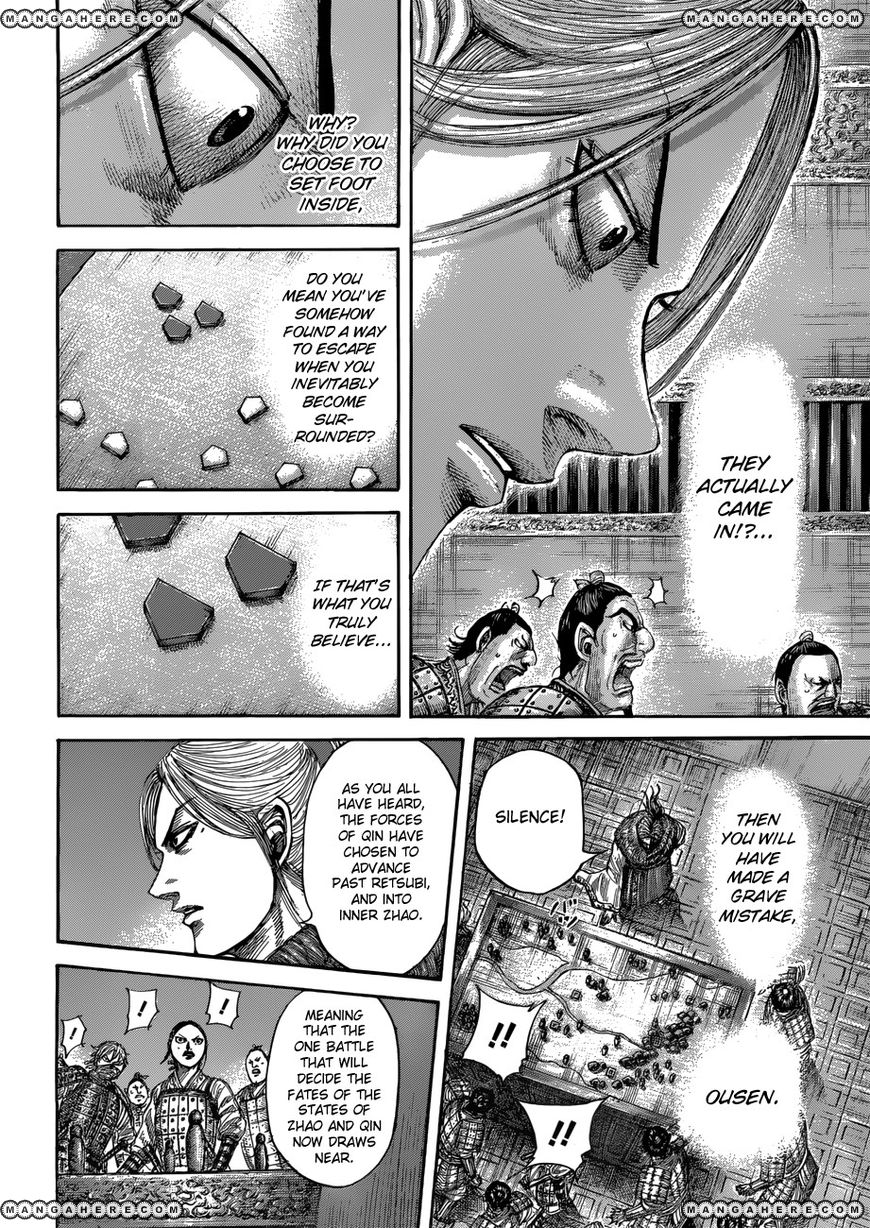 MANGAHERE.COM
MANGAHERE.COM
THEY
ACTUALLY
CAME
IN!?...
WHY?
WHY DID YOU
CHOOSE TO
SET FOOT
INSIDE,
DO YOU
MEAN YOU'VE
SOMEHOW
FOUND A WAY
TO ESCAPE
WHEN YOU
INEVITABLY
BECOME
SUR-
ROUNDED?
IF THAT'S
WHAT YOU
TRULY
BELIEVE...
THEN
YOU WILL
HAVE
MADE A
GRAVE
MISTAKE,
OUSEN.
SILENCE!
バッ
!!
!!
AS YOU ALL
HAVE HEARD,
THE FORCES
OF QIN HAVE
CHOSEN TO
ADVANCE
PAST RETSUBI,
AND INTO
INNER ZHAO.
MEANING
THAT THE
ONE BATTLE
THAT WILL
DECIDE THE
FATES OF THE
STATES OF
ZHAO AND QIN
NOW DRAWS
NEAR.
!
!
!
MANGAHERE.COM
MANGAHERE.COM